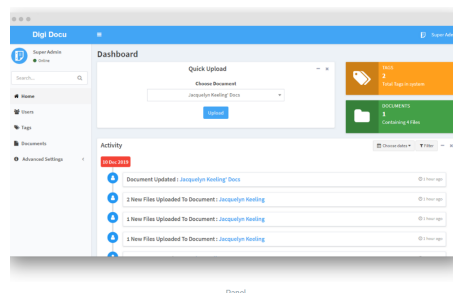 Digi Docu
Super Admin
Super Admin
Online
Search...
Home
Users
Tags
Documents
Advanced Settings
Dashboard
Quick Upload
Choose Document
Jacquelyn Keeling' Docs
Upload
TAGS
2
Total Tags in system
DOCUMENTS
1
Containing 4 Files
Activity
Choose dates
Filter
10 Dec 2019
Document Updated : Jacquelyn Keeling' Docs
1 hour ago
2 New Files Uploaded To Document : Jacquelyn Keeling
1 hour ago
1 New Files Uploaded To Document : Jacquelyn Keeling
1 hour ago
1 New Files Uploaded To Document : Jacquelyn Keeling
1 hour ago
Panel